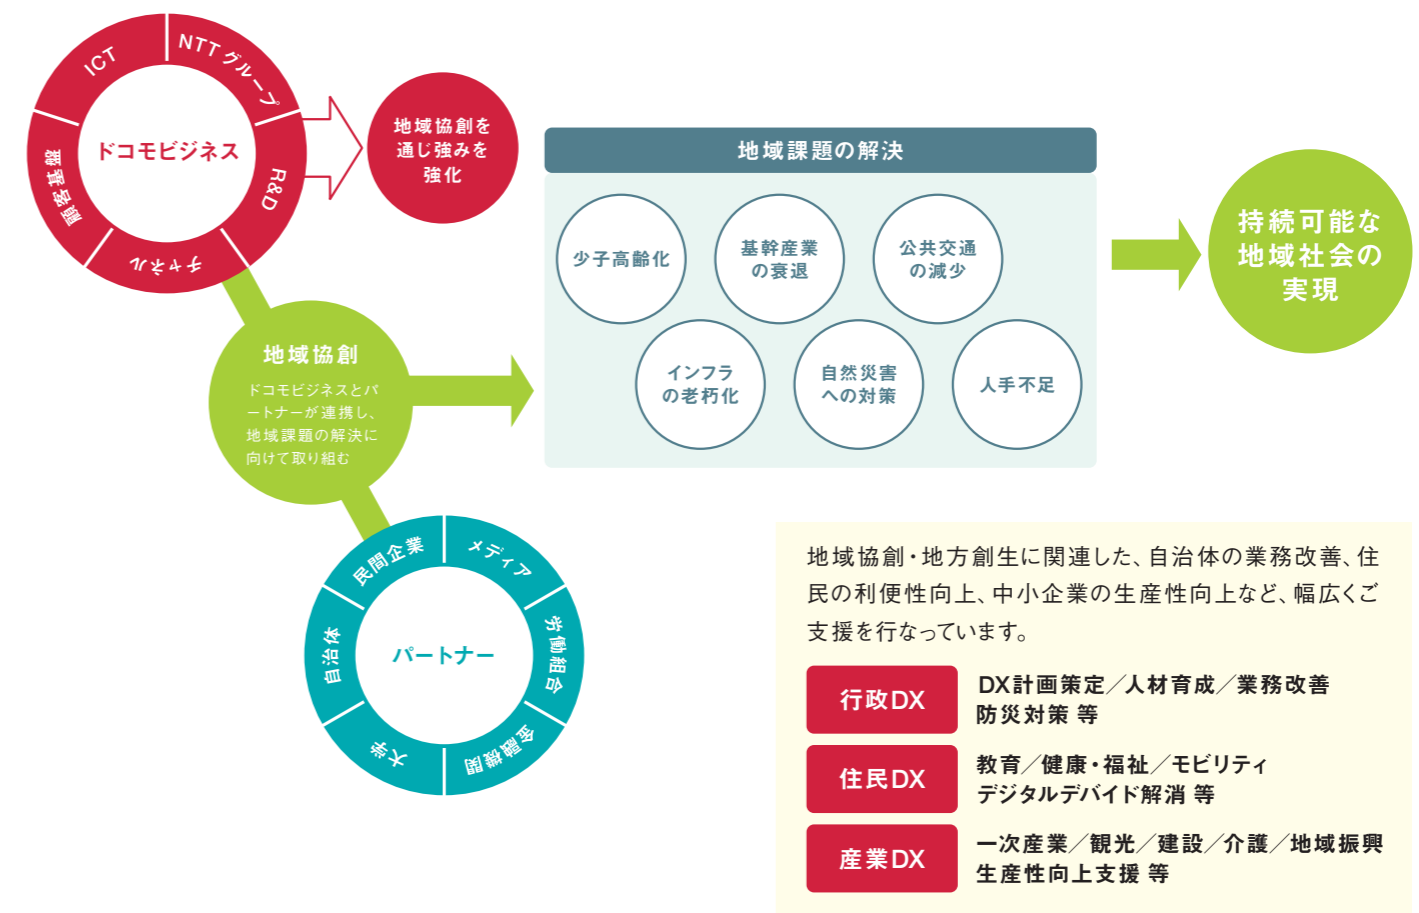 ICT
NTTグループ
R&D
チャネル
顧客基盤
ドコモビジネス
地域協創を
通じ強みを
強化
地域協創
ドコモビジネスとパ
ートナーが連携し、
地域課題の解決に
向けて取り組む
民間企業
メディア
労働組合
金融機関
大学
自治体
パートナー
地域課題の解決
少子高齢化
基幹産業
の衰退
公共交通
の減少
インフラ
の老朽化
自然災害
への対策
人手不足
持続可能な
地域社会の
実現
地域協創・地方創生に関連した、自治体の業務改善、住
民の利便性向上、中小企業の生産性向上など、幅広くご
支援を行なっています。
行政DX
DX計画策定／人材育成／業務改善
防災対策 等
住民DX
教育／健康・福祉／モビリティ
デジタルデバイド解消 等
産業DX
一次産業／観光／建設／介護／地域振興
生産性向上支援 等